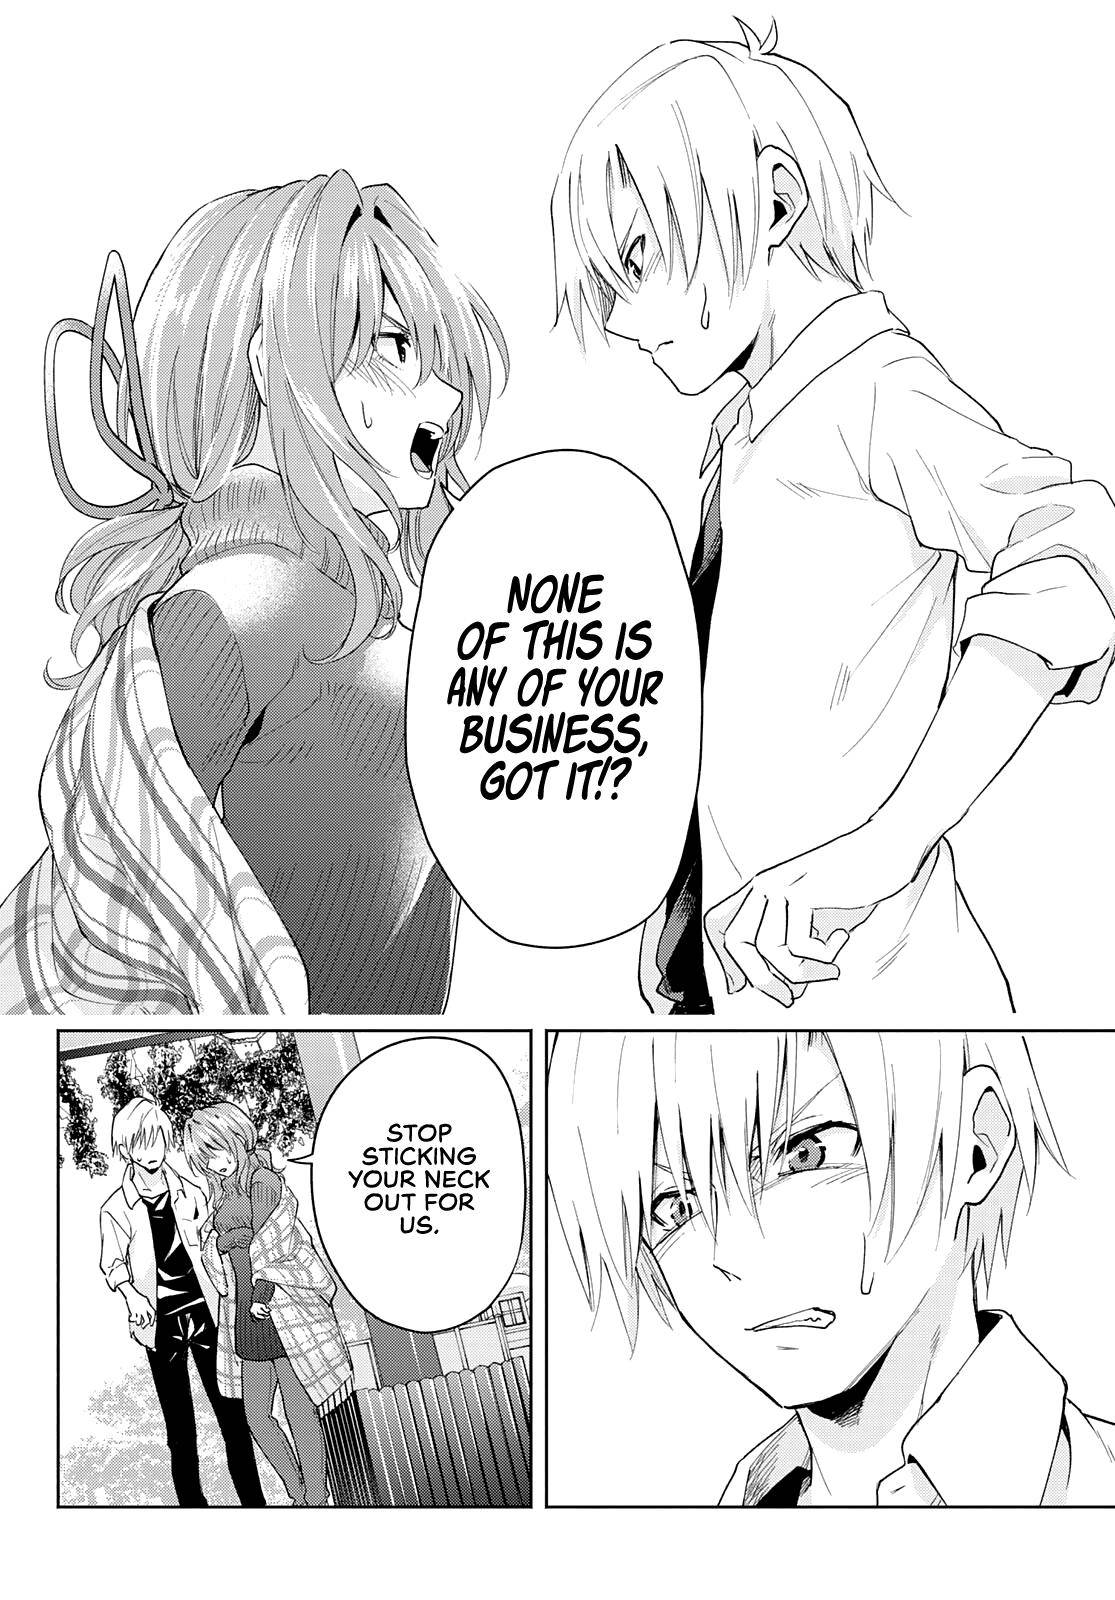 NONE
OF THIS IS
ANY OF YOUR
BUSINESS,
GOT IT!?
STOP
STICKING
YOUR NECK
OUT FOR
US.